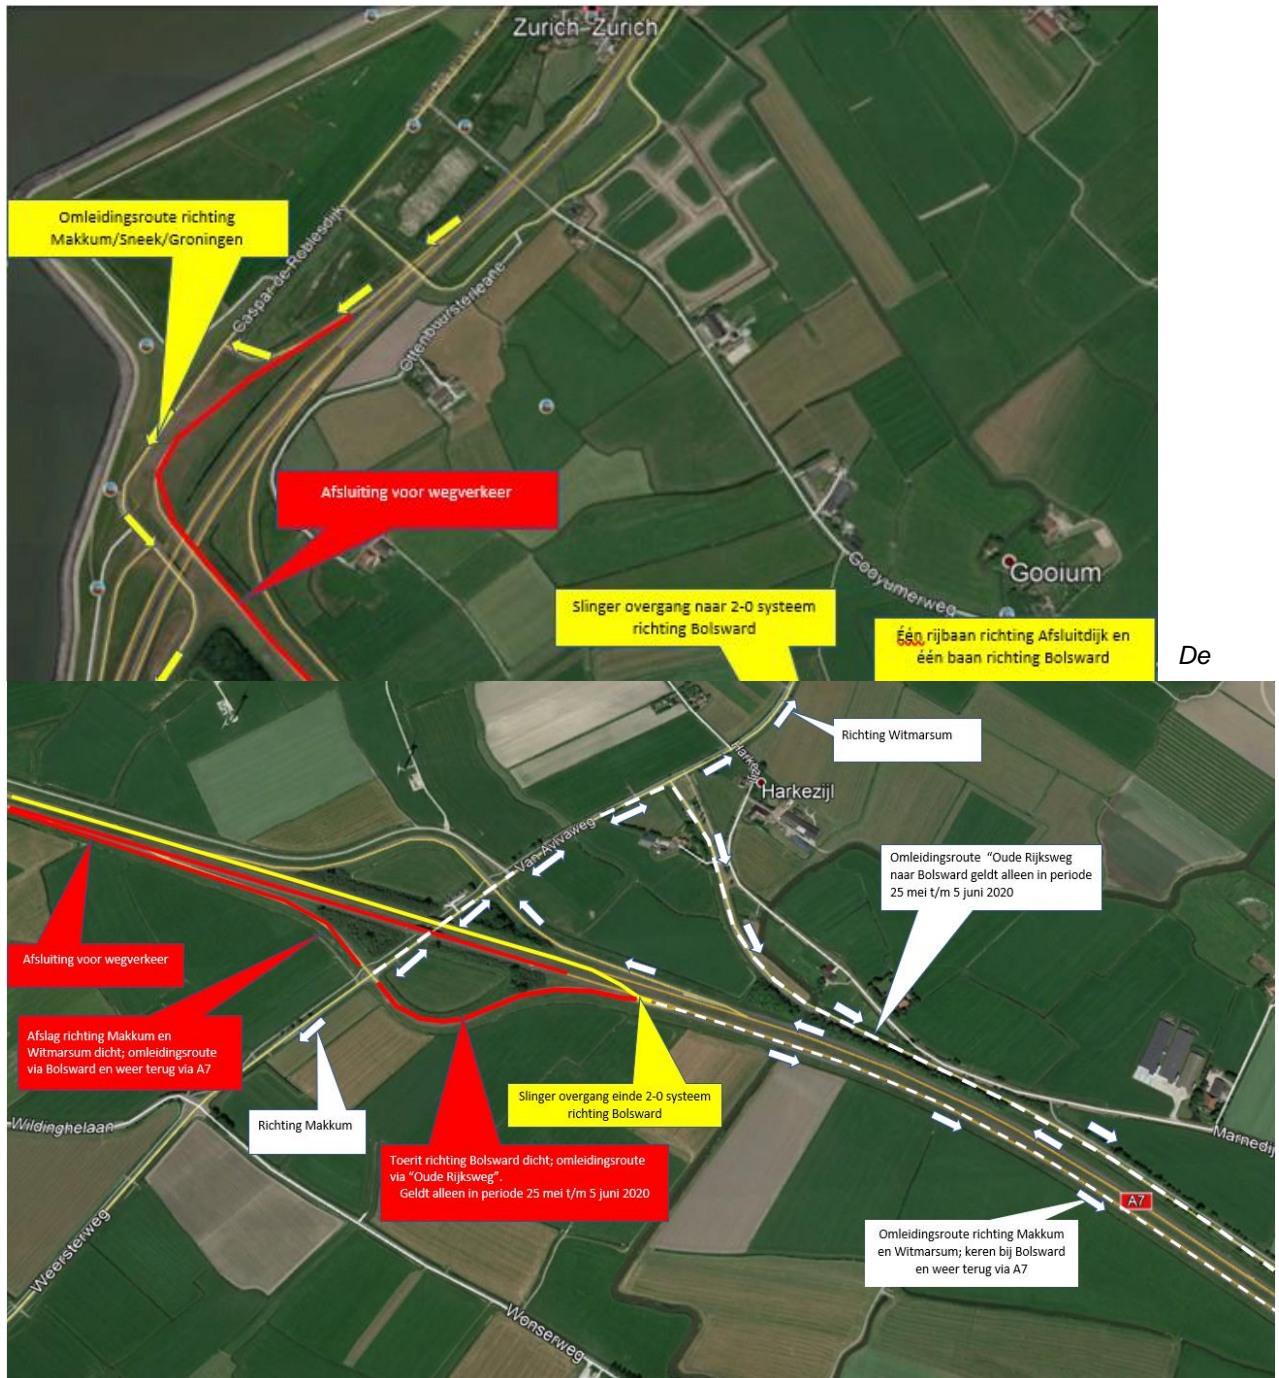 Zurich-Zurich
Omleidingsroute richting
Makkum/Sneek/Groningen
Caspar de Roblesdijk
Ottenbuursterleane
Afsluiting voor wegverkeer
Gooium
Gooyumerweg
Slinger overgang naar 2-0 systeem
richting Bolsward
Één rijbaan richting Afsluitdijk en
één baan richting Bolsward
De
Richting Witmarsum
Harkezijl
Harkezijl
Van Aylvaweg
Omleidingsroute “Oude Rijksweg
naar Bolsward geldt alleen in periode
25 mei t/m 5 juni 2020
Afsluiting voor wegverkeer
Afslag richting Makkum en
Witmarsum dicht; omleidingsroute
via Bolsward en weer terug via A7
Richting Makkum
Slinger overgang einde 2-0 systeem
richting Bolsward
Wildinghelaan
Marnedij
Toerit richting Bolsward dicht; omleidingsroute
via “Oude Rijksweg”.
Geldt alleen in periode 25 mei t/m 5 juni 2020
A7
Omleidingsroute richting Makkum
en Witmarsum; keren bij Bolsward
en weer terug via A7
Weersterweg
Wonserweg